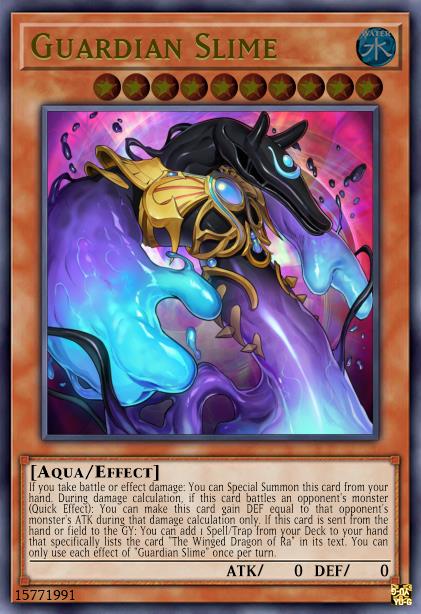 GUARDIAN SLIME
WATER
水
[AQUA/EFFECT]
If you take battle or effect damage: You can Special Summon this card from your
hand. During damage calculation, if this card battles an opponent's monster
(Quick Effect): You can make this card gain DEF equal to that opponent's
monster's ATK during that damage calculation only. If this card is sent from the
hand or field to the GY: You can add 1 Spell/Trap from your Deck to your hand
that specifically lists the card "The Winged Dragon of Ra" in its text. You can
only use each effect of "Guardian Slime" once per turn.
ATK/ 0 DEF/ 0
15771991